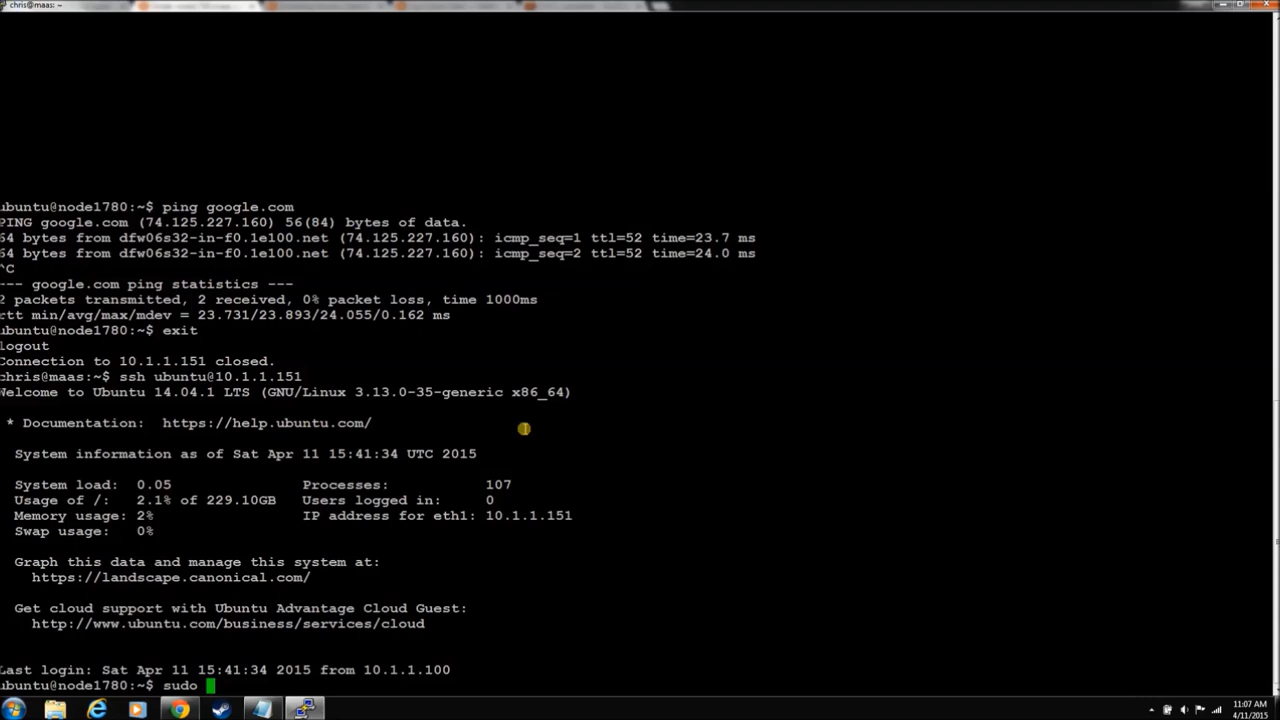 chris@maas: ~
ubuntu@node1780:~$ ping google.com
PING google.com (74.125.227.160) 56(84) bytes of data.
64 bytes from dfw06s32-in-f0.1e100.net (74.125.227.160): icmp_seq=1 ttl=52 time=23.7 ms
64 bytes from dfw06s32-in-f0.1e100.net (74.125.227.160): icmp_seq=2 ttl=52 time=24.0 ms
^C
--- google.com ping statistics ---
2 packets transmitted, 2 received, 0% packet loss, time 1000ms
rtt min/avg/max/mdev = 23.731/23.893/24.055/0.162 ms
ubuntu@node1780:~$ exit
logout
Connection to 10.1.1.151 closed.
chris@maas:~$ ssh ubuntu@10.1.1.151
Welcome to Ubuntu 14.04.1 LTS (GNU/Linux 3.13.0-35-generic x86_64)
* Documentation: https://help.ubuntu.com/
System information as of Sat Apr 11 15:41:34 UTC 2015
System load: 0.05 Processes: 107
Usage of /: 2.1% of 229.10GB Users logged in: 0
Memory usage: 2% IP address for eth1: 10.1.1.151
Swap usage: 0%
Graph this data and manage this system at:
https://landscape.canonical.com/
Get cloud support with Ubuntu Advantage Cloud Guest:
http://www.ubuntu.com/business/services/cloud
Last login: Sat Apr 11 15:41:34 2015 from 10.1.1.100
ubuntu@node1780:~$ sudo
11:07 AM
4/11/2015